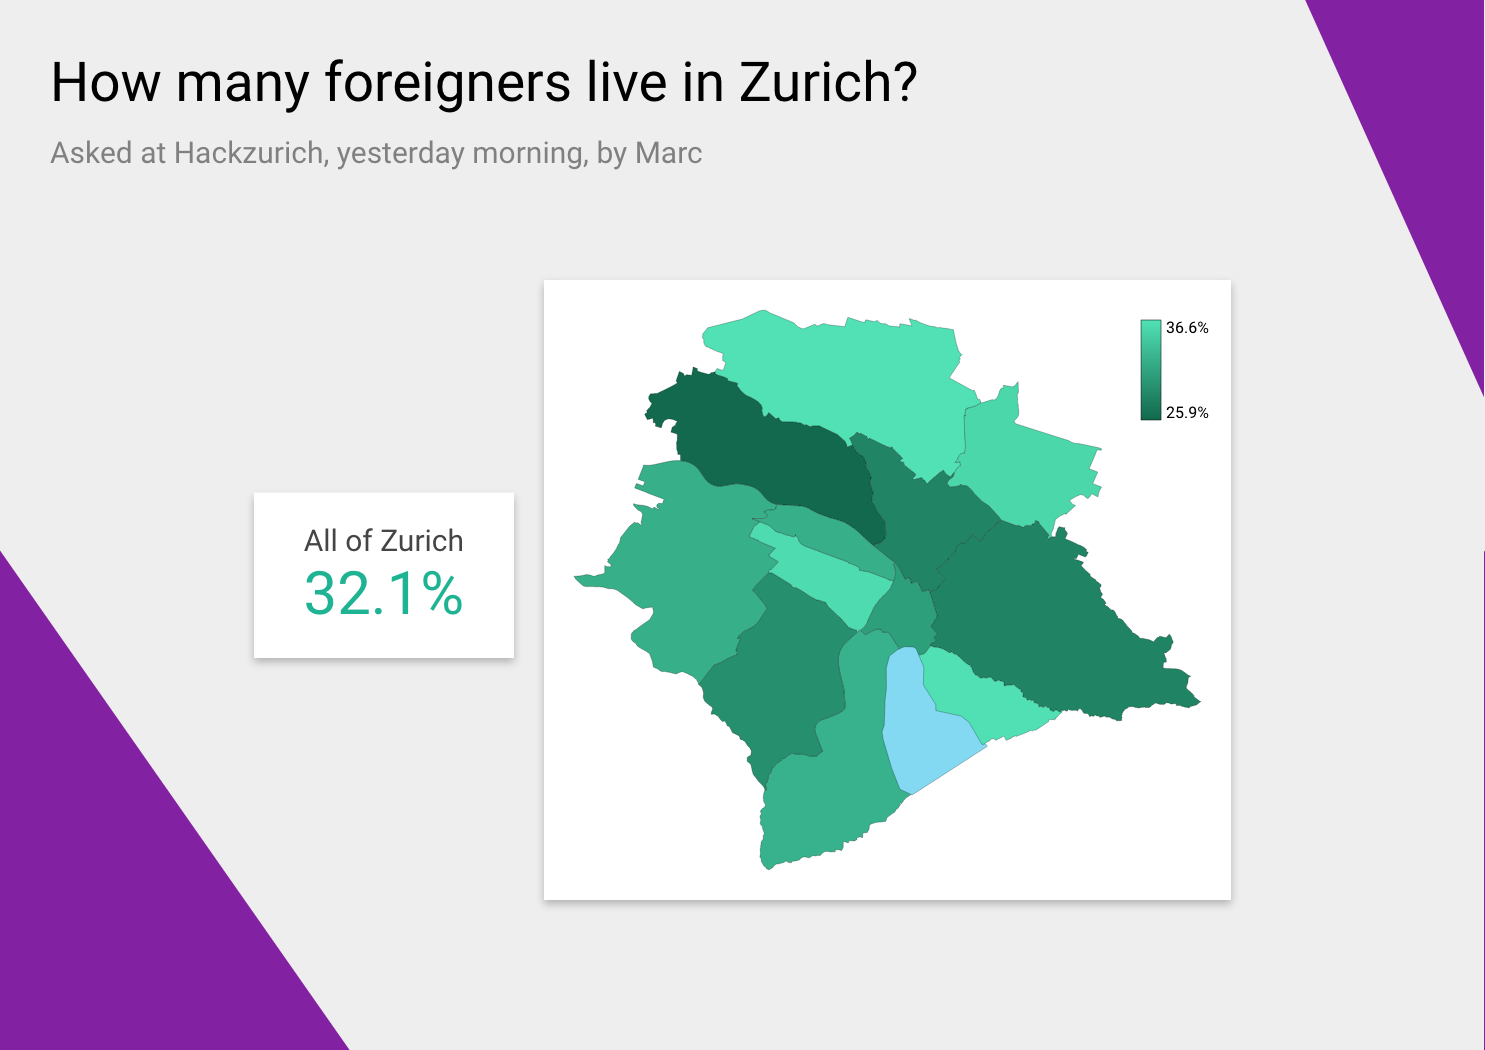 How many foreigners live in Zurich?
Asked at Hackzurich, yesterday morning, by Marc
36.6%
25.9%
All of Zurich
32.1%